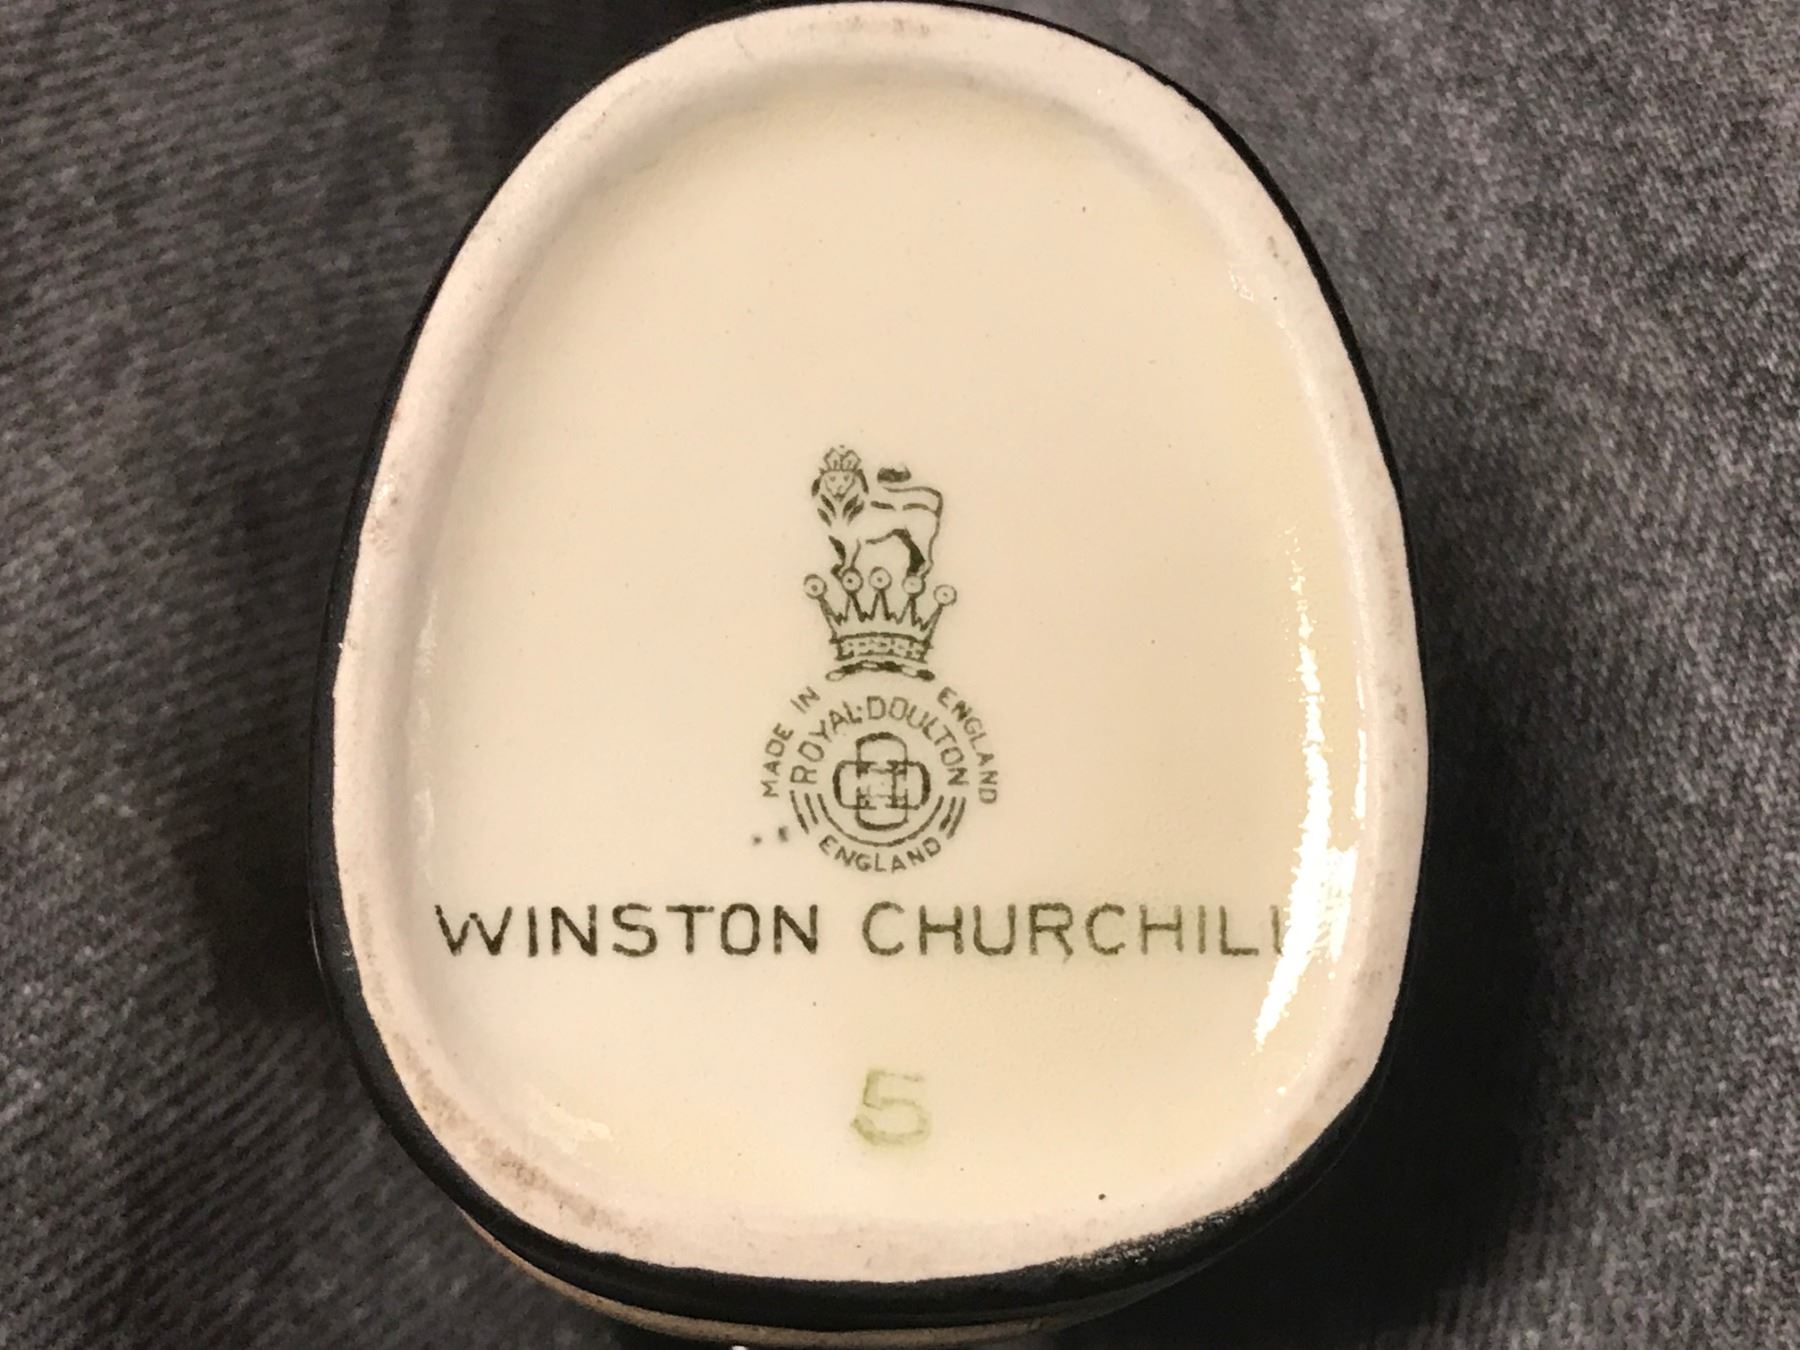 MADE IN ENGLAND
ROYAL·DOULTON
ENGLAND
WINSTON CHURCHILL
5